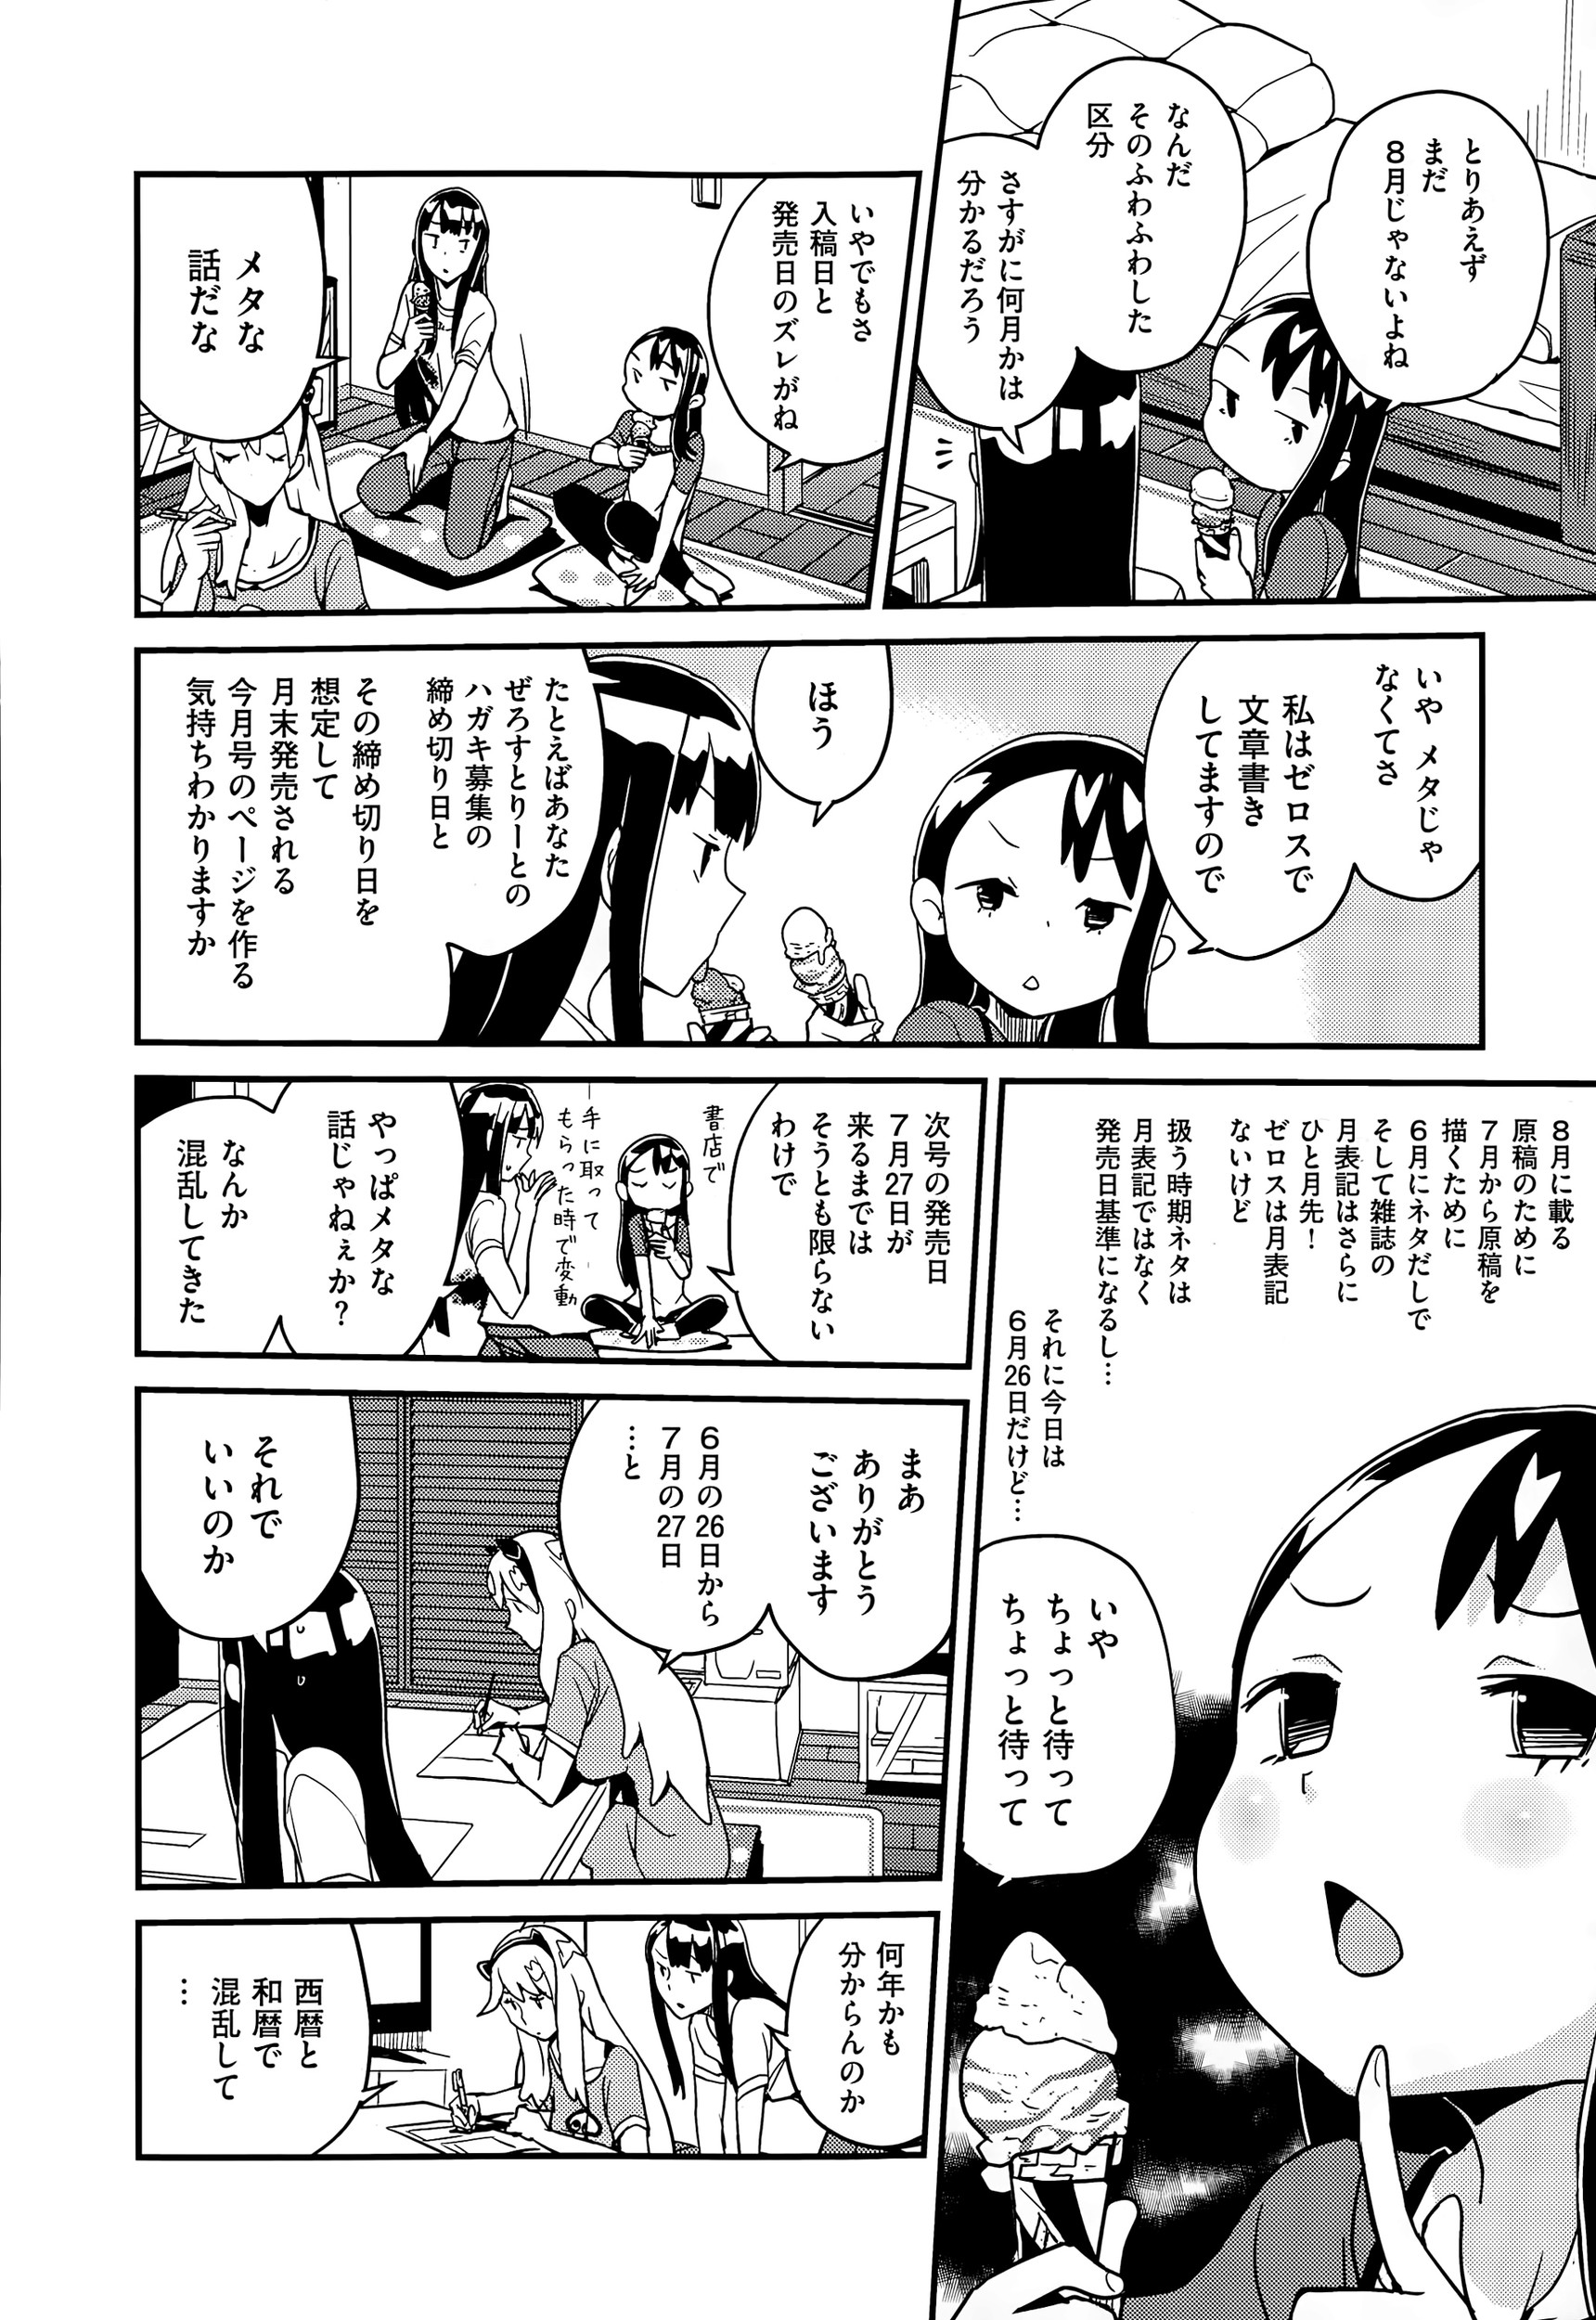 とりあえず
まだ
8月じゃないよね
なんだ
そのふわふわした
区分
さすがに何月かは
分かるだろう
いやでもさ
入稿日と
発売日のズレがね
メタな
話だな
いや メタじゃ
なくてさ
私はゼロスで
文章書き
してますので
ほう
たとえばあなた
ぜろすとりーとの
ハガキ募集の
締め切り日と
その締め切り日を
想定して
月末発売される
今月号のページを作る
気持ちわかりますか
8月に載る
原稿のために
7月から原稿を
描くために
6月にネタだしで
そして雑誌の
月表記はさらに
ひと月先！
ゼロスは月表記
ないけど
扱う時期ネタは
月表記ではなく
発売日基準になるし…
それに今日は
6月26日だけど…
いや
ちょっと待って
ちょっと待って
次号の発売日
7月27日が
来るまでは
そうとも限らない
わけで
書店で
手に取って
もらった時で変動
やっぱメタな
話じゃねぇか？
なんか
混乱してきた
まあ
ありがとう
ございます
6月の26日から
7月の27日
…と
それで
いいのか
何年かも
分からんのか
西暦と
和暦で
混乱して
…